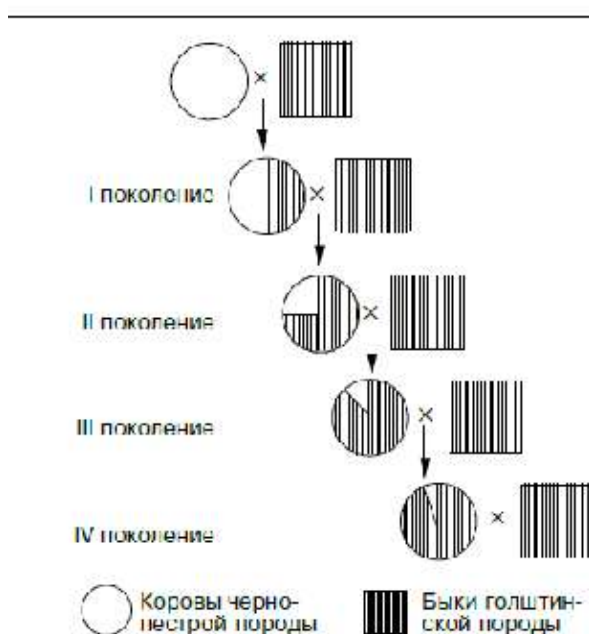 I поколение
II поколение
III поколение
IV поколение
Коровы черно-
пестрой породы
Быки голштин-
ской породы